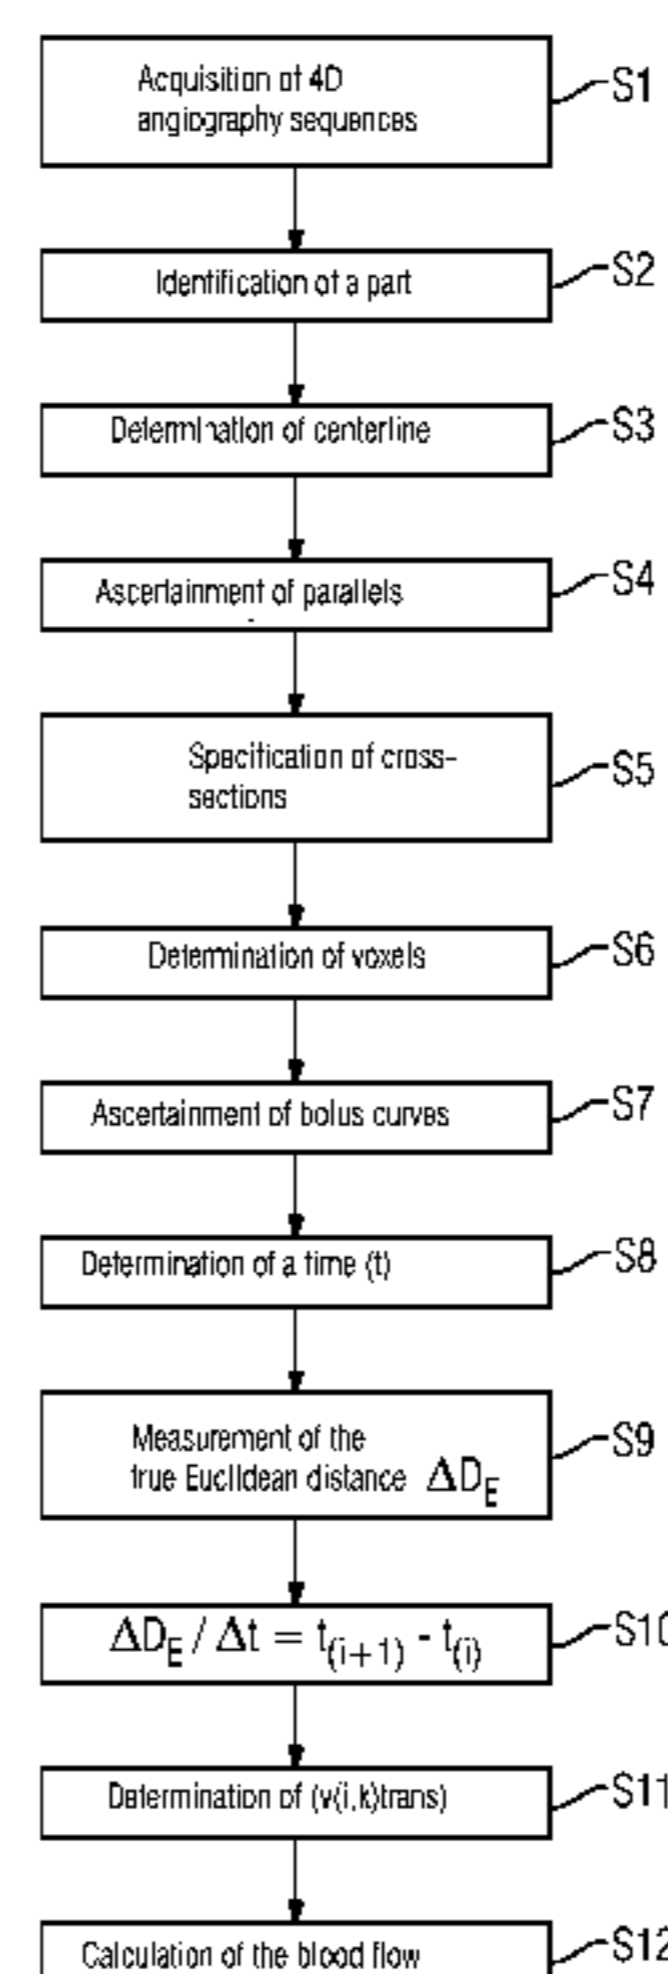 Acquisition of 4D
angiography sequences
S1
Identification of a part
S2
Determination of centerline
S3
Ascertainment of parallels
S4
Specification of cross-
sections
S5
Determination of voxels
S6
Ascertainment of bolus curves
S7
Determination of a time (t)
S8
Measurement of the
true Euclidean distance ΔD_E
S9
ΔD_E / Δt = t_(i+1) - t_(i)
S10
Determination of (v(i,k)trans)
S11
Calculation of the blood flow
S12